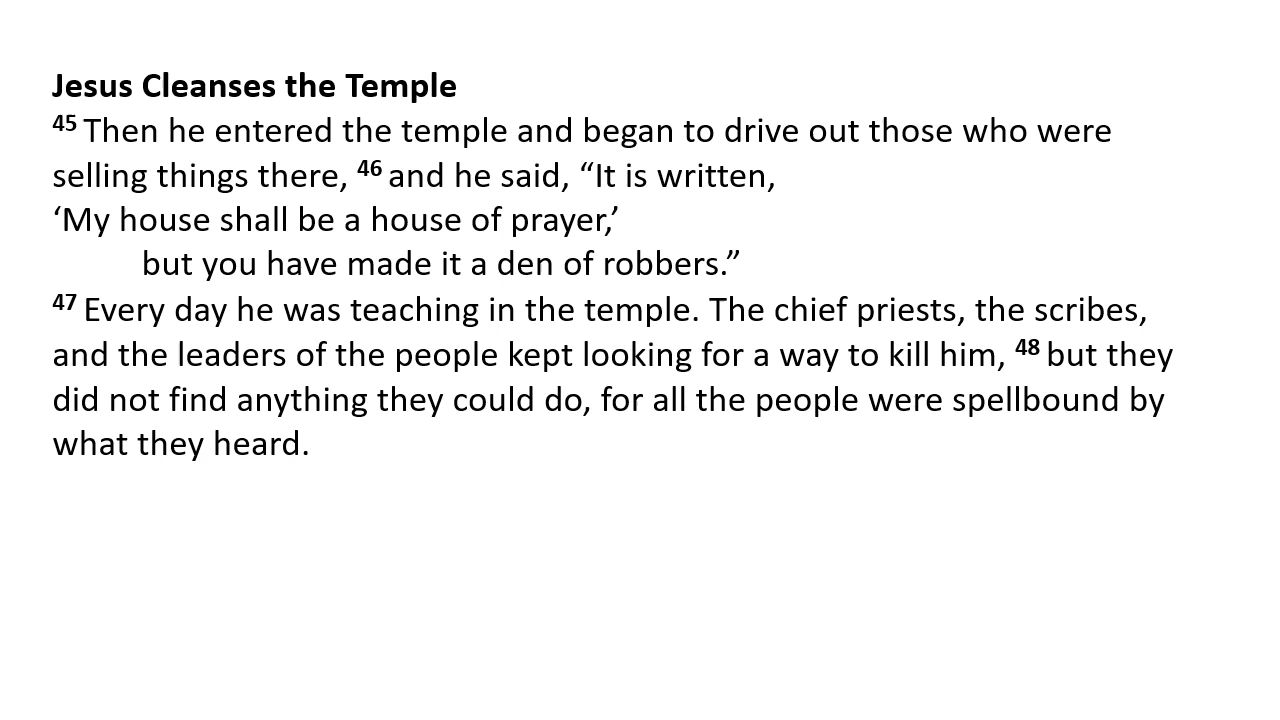 Jesus Cleanses the Temple
45 Then he entered the temple and began to drive out those who were
selling things there, 46 and he said, “It is written,
‘My house shall be a house of prayer,’
but you have made it a den of robbers.”
47 Every day he was teaching in the temple. The chief priests, the scribes,
and the leaders of the people kept looking for a way to kill him, 48 but they
did not find anything they could do, for all the people were spellbound by
what they heard.